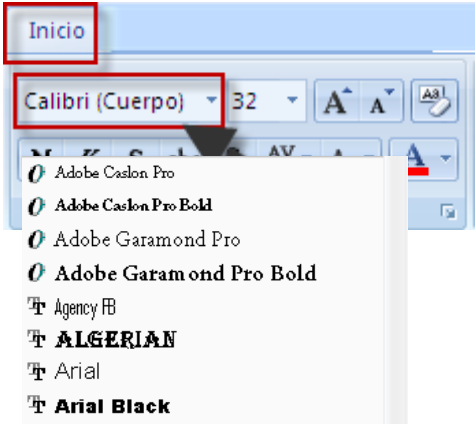 Inicio
Calibri (Cuerpo) 32 A A Aa
A
Adobe Caslon Pro
Adobe Caslon Pro Bold
Adobe Garamond Pro
Adobe Garamond Pro Bold
Agency FB
ALGERIAN
Arial
Arial Black